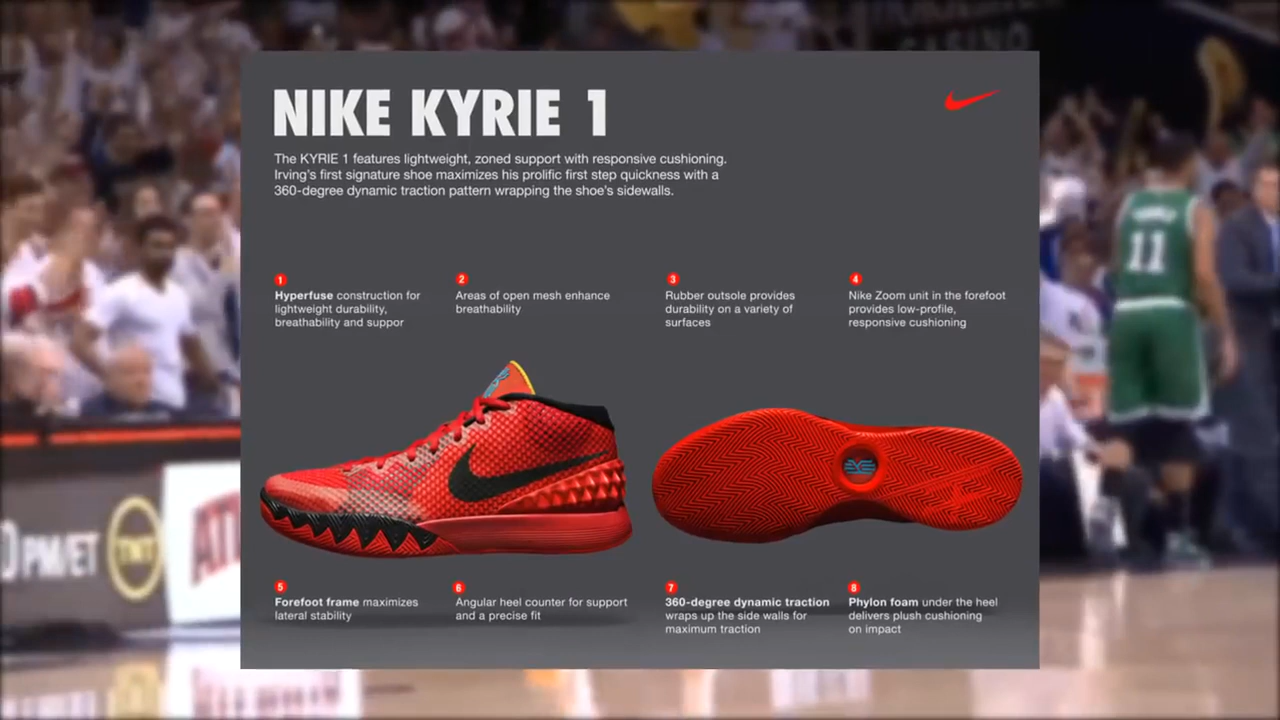 CASINO
NIKE KYRIE 1
The KYRIE 1 features lightweight, zoned support with responsive cushioning.
Irving's first signature shoe maximizes his prolific first step quickness with a
360-degree dynamic traction pattern wrapping the shoe's sidewalls.
11
1
Hyperfuse construction for
lightweight durability,
breathability and suppor
2
Areas of open mesh enhance
breathability
3
Rubber outsole provides
durability on a variety of
surfaces
4
Nike Zoom unit in the forefoot
provides low-profile,
responsive cushioning
PM/ET
TNT
5
Forefoot frame maximizes
lateral stability
6
Angular heel counter for support
and a precise fit
7
360-degree dynamic traction
wraps up the side walls for
maximum traction
8
Phylon foam under the heel
delivers plush cushioning
on impact